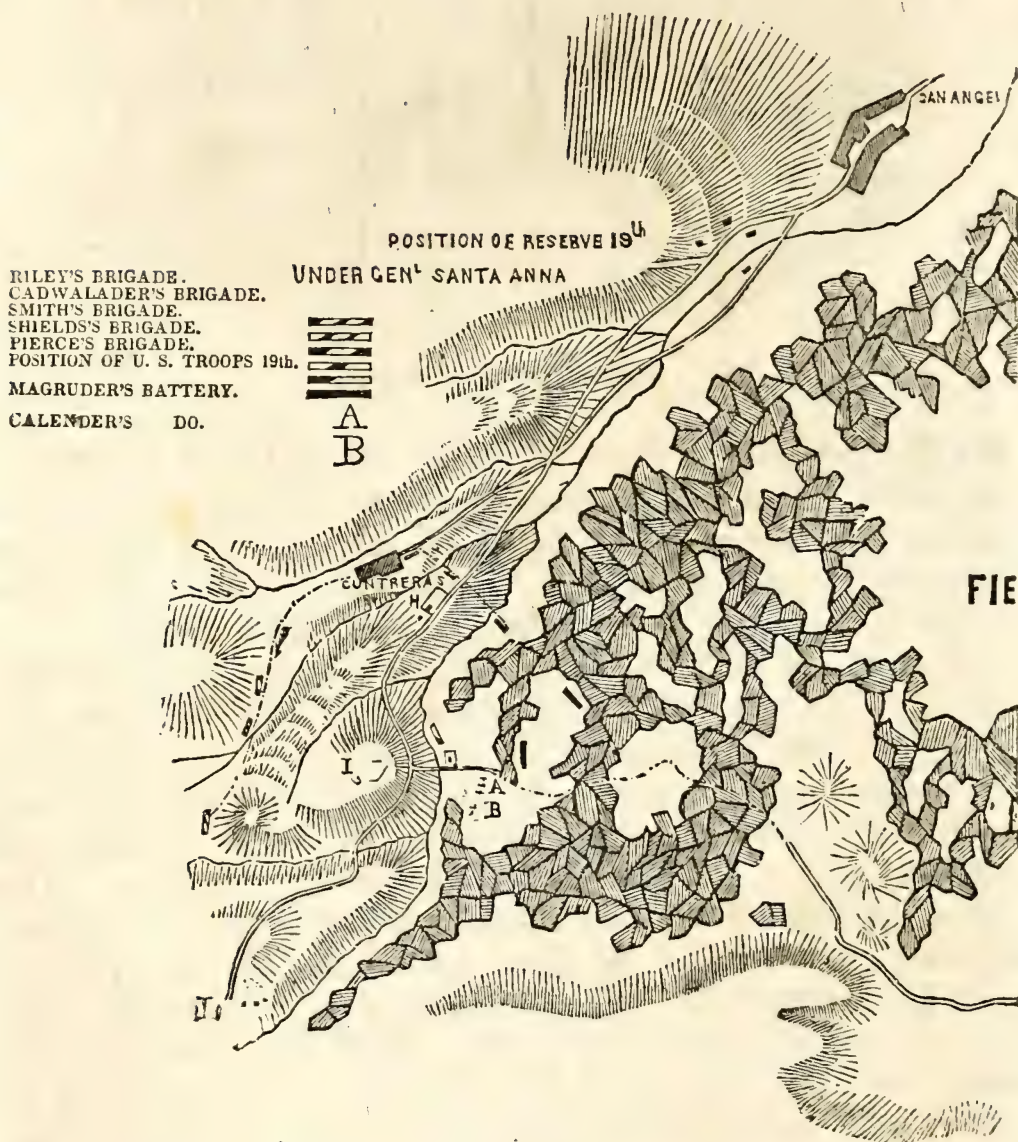 SAN ANGEL
POSITION OF RESERVE 19th
UNDER GENL SANTA ANNA
RILEY'S BRIGADE.
CADWALADER'S BRIGADE.
SMITH'S BRIGADE.
SHIELDS'S BRIGADE.
PIERCE'S BRIGADE.
POSITION OF U. S. TROOPS 19th.
MAGRUDER'S BATTERY. A
CALENDER'S DO. B
CONTRERAS
H
FIE
I
A
B